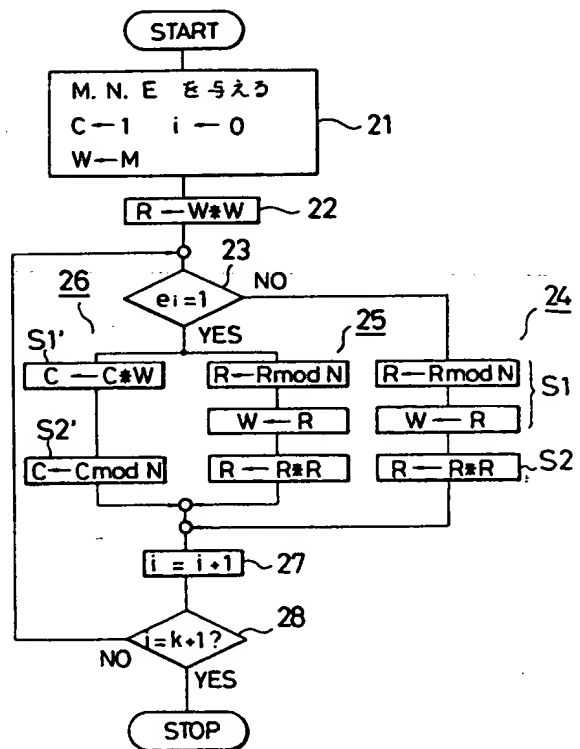 START
M. N. E を与える
C←1 i←0
W←M
21
R←W*W
22
23
ei=1
NO
YES
26
25
24
S1'
C←C*W
R←Rmod N
R←Rmod N
S1
W←R
W←R
S2'
C←Cmod N
R←R*R
R←R*R
S2
i=i+1
27
i=k+1?
28
NO
YES
STOP